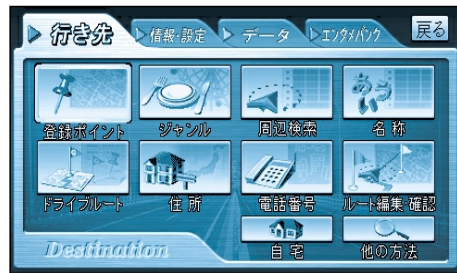 行き先 情報・設定 データ エンタメバンク 戻る
登録ポイント ジャンル 周辺検索 名称
ドライブルート 住所 電話番号 ルート編集・確認
Destination 自宅 他の方法